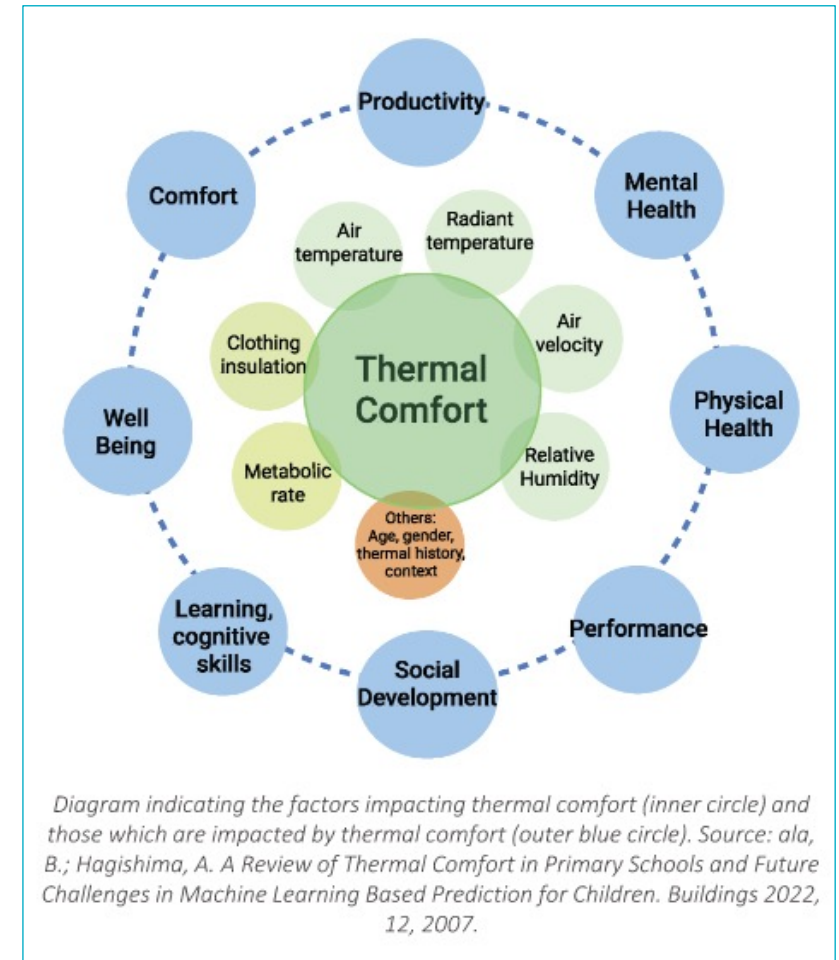 Productivity
Mental
Health
Comfort
Air
temperature
Radiant
temperature
Air
velocity
Clothing
insulation
Thermal
Comfort
Physical
Health
Well
Being
Metabolic
rate
Relative
Humidity
Others:
Age, gender,
thermal history,
context
Learning,
cognitive
skills
Performance
Social
Development
Diagram indicating the factors impacting thermal comfort (inner circle) and
those which are impacted by thermal comfort (outer blue circle). Source: ala,
B.; Hagishima, A. A Review of Thermal Comfort in Primary Schools and Future
Challenges in Machine Learning Based Prediction for Children. Buildings 2022,
12, 2007.